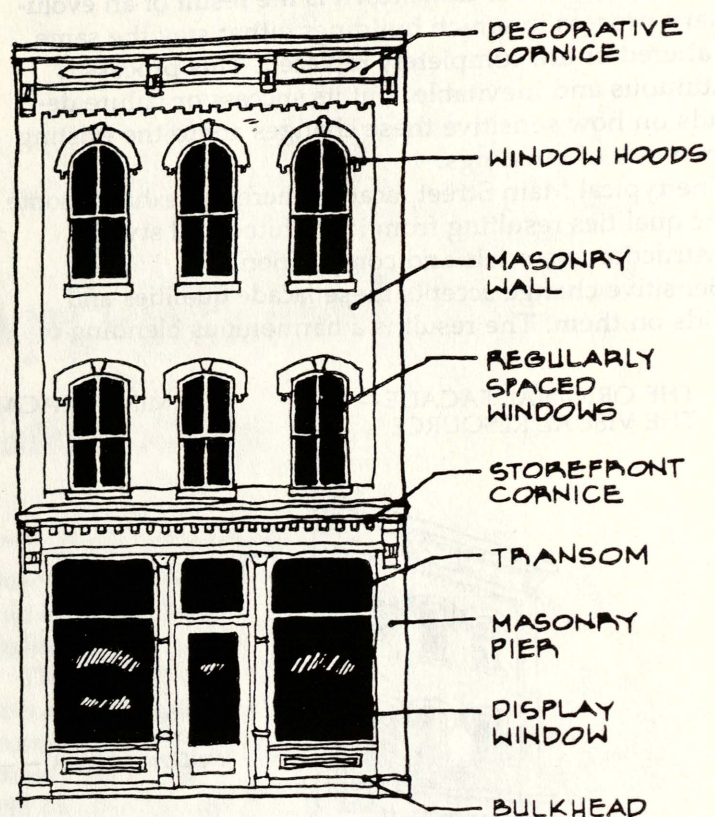 DECORATIVE
CORNICE
WINDOW HOODS
MASONRY
WALL
REGULARLY
SPACED
WINDOWS
STOREFRONT
CORNICE
TRANSOM
MASONRY
PIER
DISPLAY
WINDOW
BULKHEAD